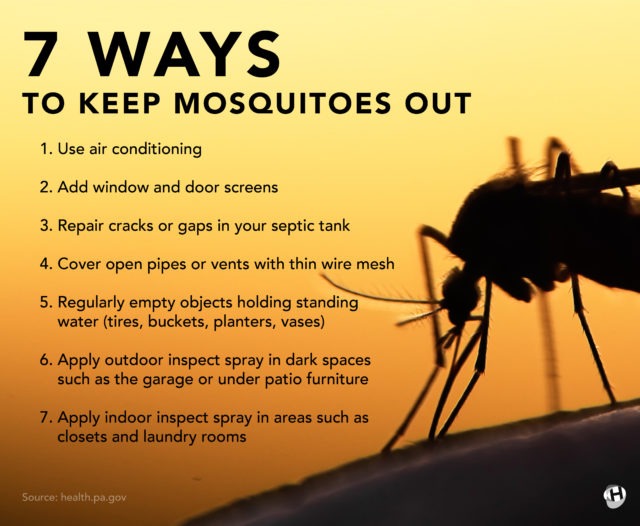 7 WAYS
TO KEEP MOSQUITOES OUT
1. Use air conditioning
2. Add window and door screens
3. Repair cracks or gaps in your septic tank
4. Cover open pipes or vents with thin wire mesh
5. Regularly empty objects holding standing
water (tires, buckets, planters, vases)
6. Apply outdoor inspect spray in dark spaces
such as the garage or under patio furniture
7. Apply indoor inspect spray in areas such as
closets and laundry rooms
Source: health.pa.gov
H